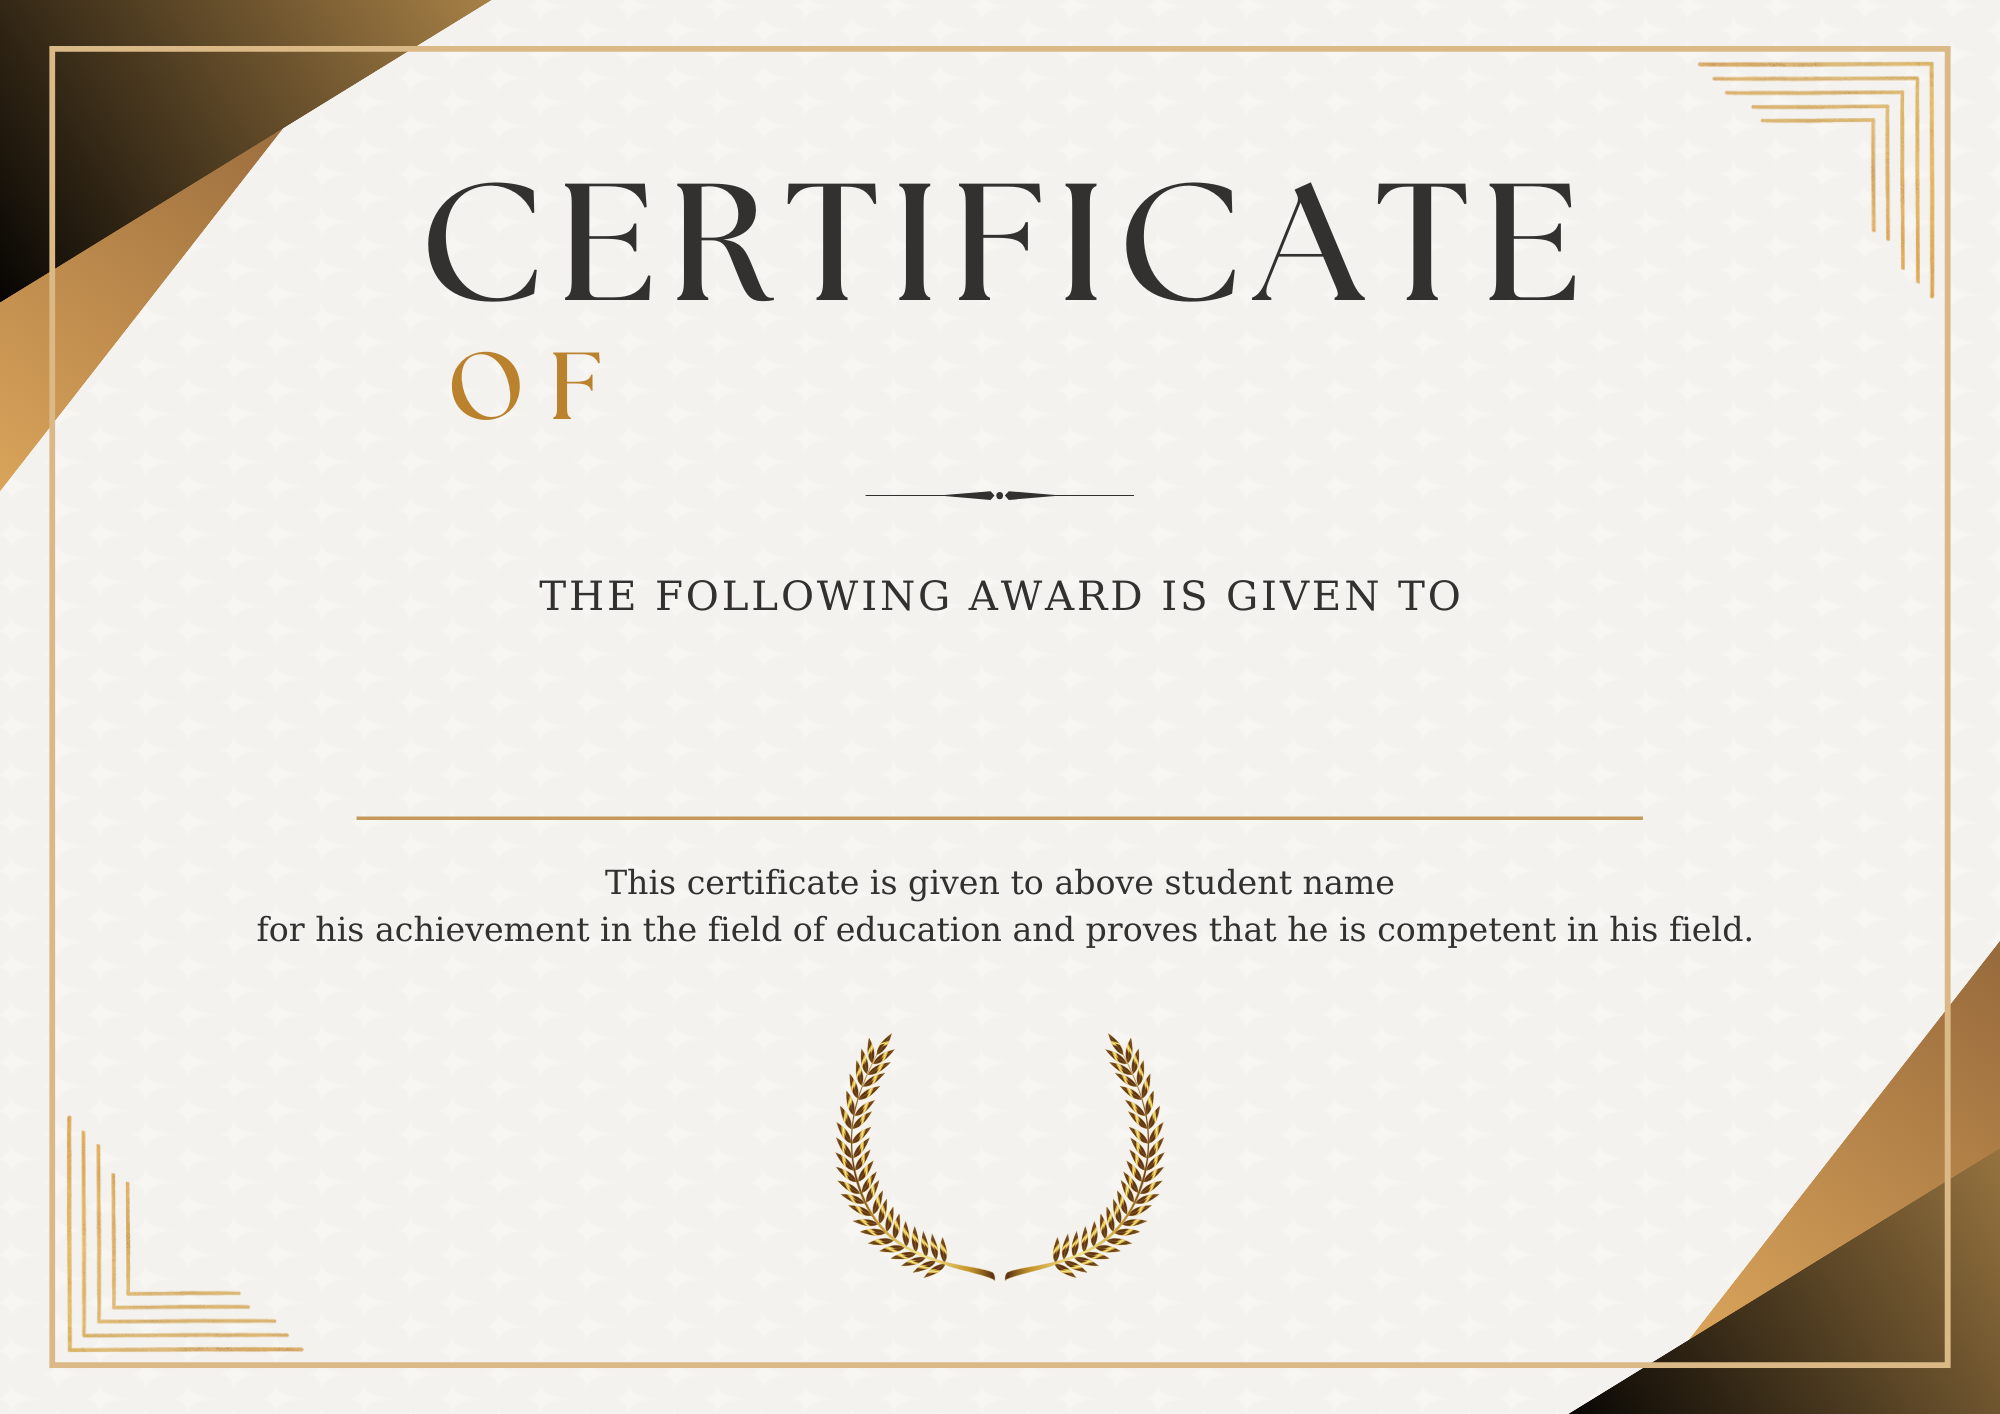 CERTIFICATE
OF
THE FOLLOWING AWARD IS GIVEN TO
This certificate is given to above student name
for his achievement in the field of education and proves that he is competent in his field.